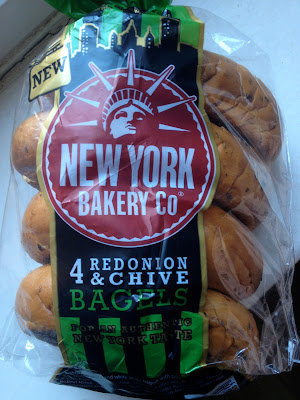 NEW
NEW YORK
BAKERY CO®
4 RED ONION
& CHIVE
BAGELS
FOR AN AUTHENTIC
NEW YORK TASTE